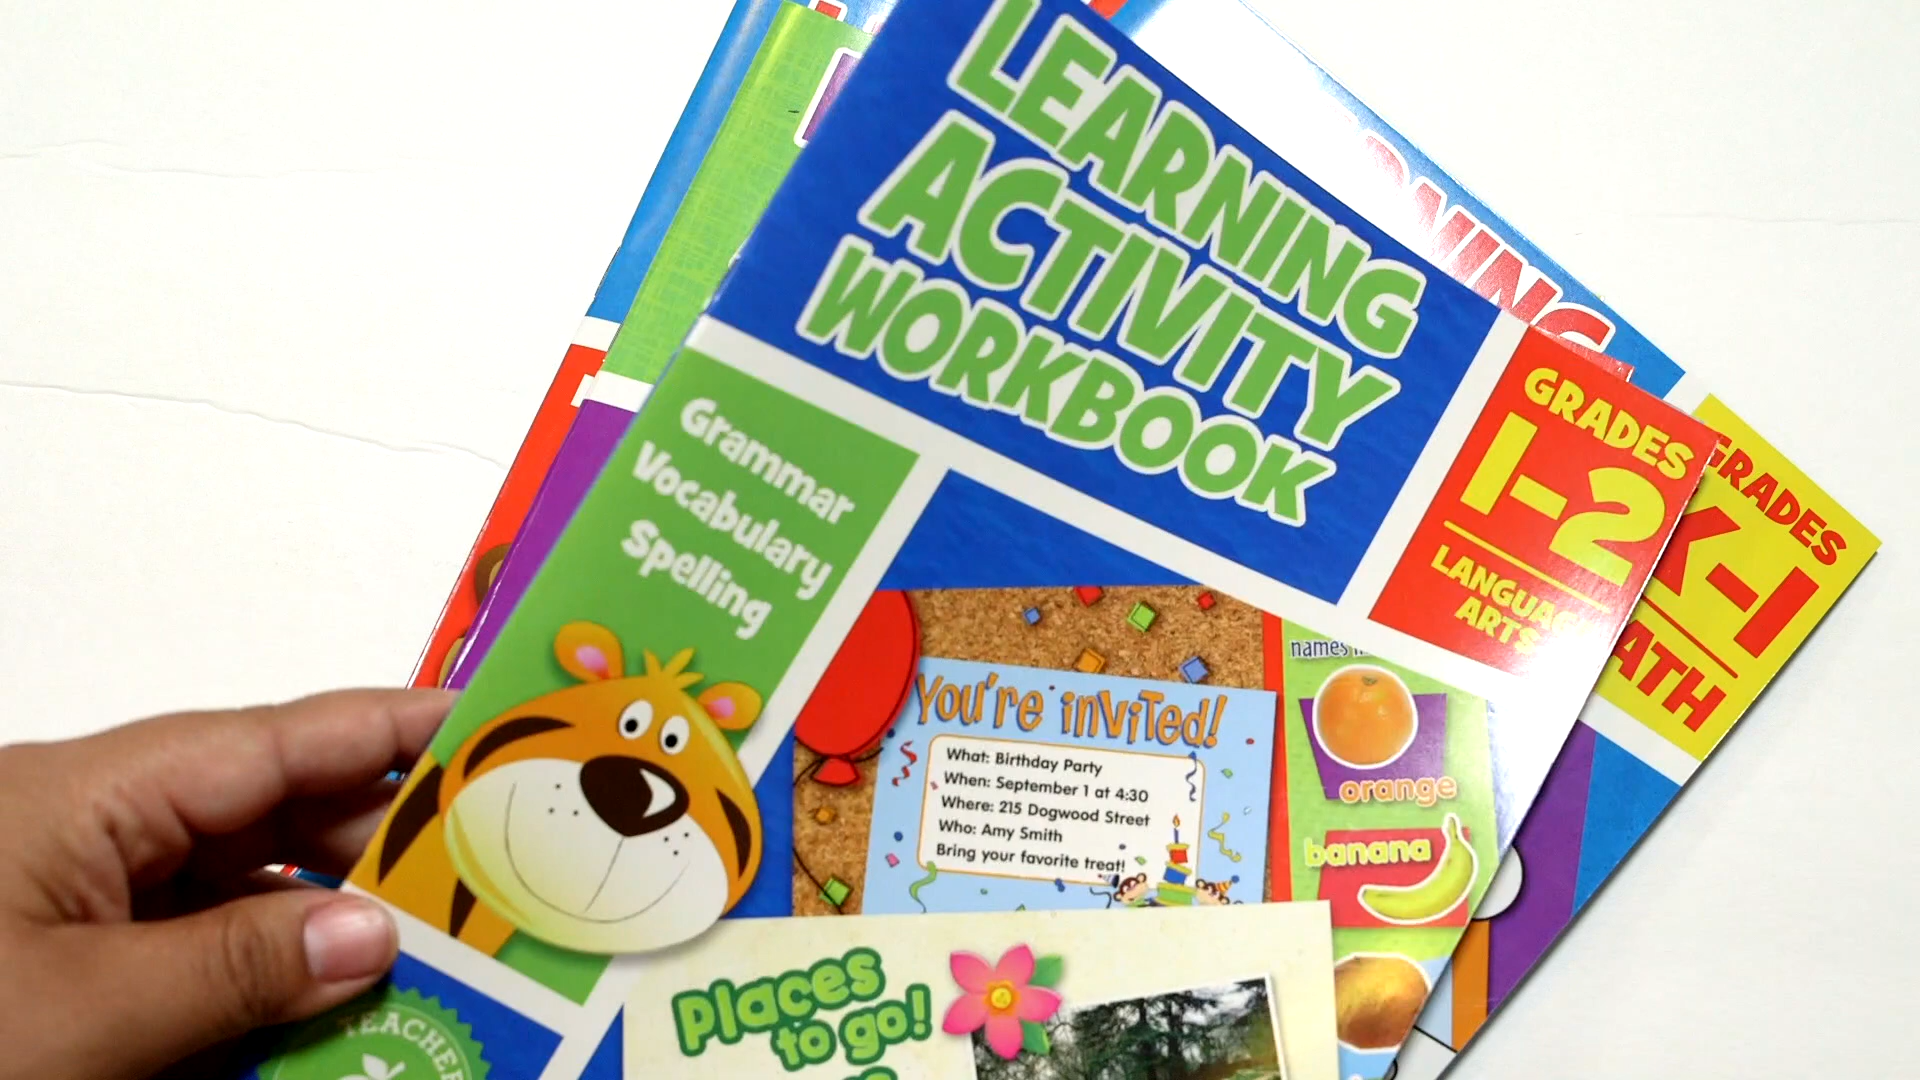 LEARNING
ACTIVITY
WORKBOOK
GRADES
1-2
LANGUAGE
ARTS
GRADES
K-1
MATH
Grammar
Vocabulary
Spelling
You're invited!
What: Birthday Party
When: September 1 at 4:30
Where: 215 Dogwood Street
Who: Amy Smith
Bring your favorite treat!
names
orange
banana
Places
to go!
TEACHER